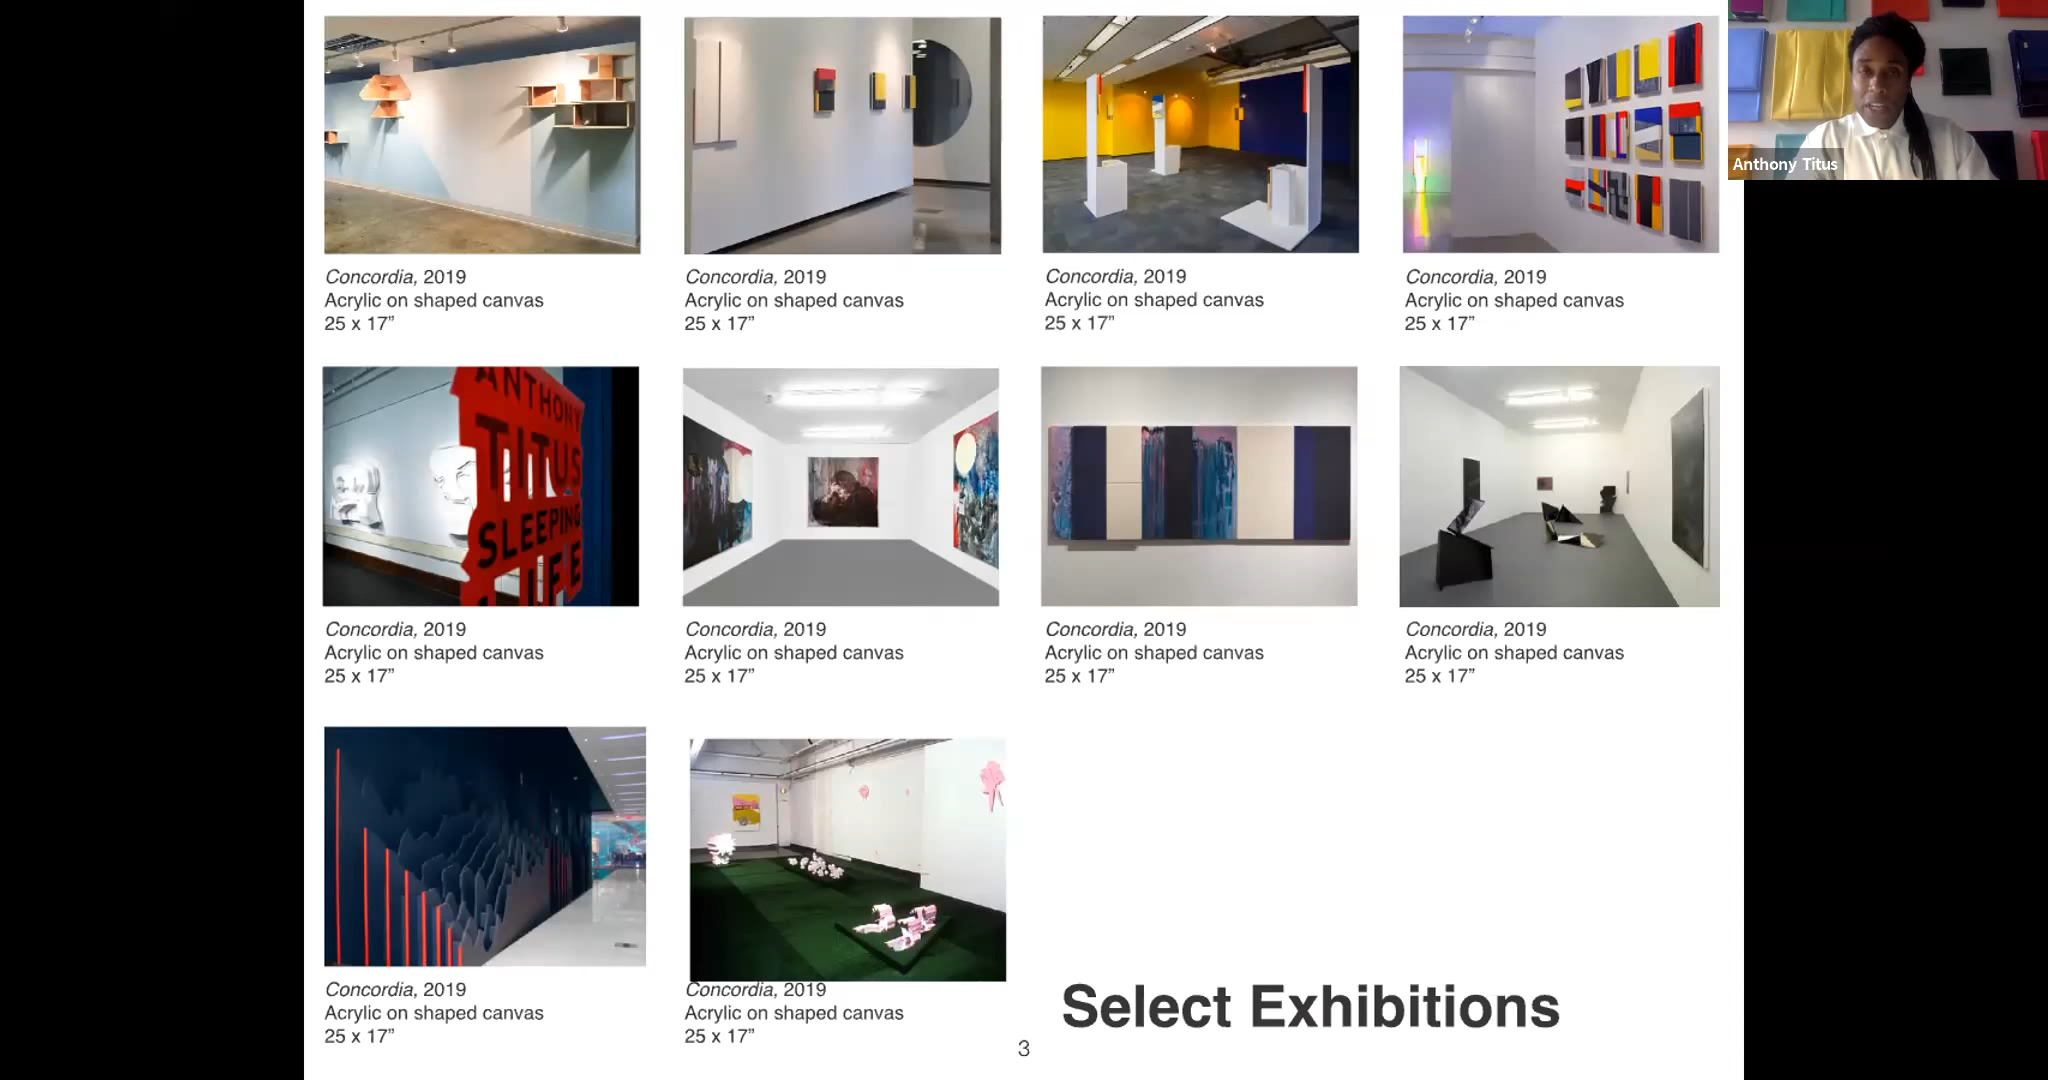 Anthony Titus
Concordia, 2019
Acrylic on shaped canvas
25 x 17”
Concordia, 2019
Acrylic on shaped canvas
25 x 17”
Concordia, 2019
Acrylic on shaped canvas
25 x 17”
Concordia, 2019
Acrylic on shaped canvas
25 x 17”
ANTHONY
TITUS
SLEEPING
LIFE
Concordia, 2019
Acrylic on shaped canvas
25 x 17”
Concordia, 2019
Acrylic on shaped canvas
25 x 17”
Concordia, 2019
Acrylic on shaped canvas
25 x 17”
Concordia, 2019
Acrylic on shaped canvas
25 x 17”
Concordia, 2019
Acrylic on shaped canvas
25 x 17”
Concordia, 2019
Acrylic on shaped canvas
25 x 17”
Select Exhibitions
3